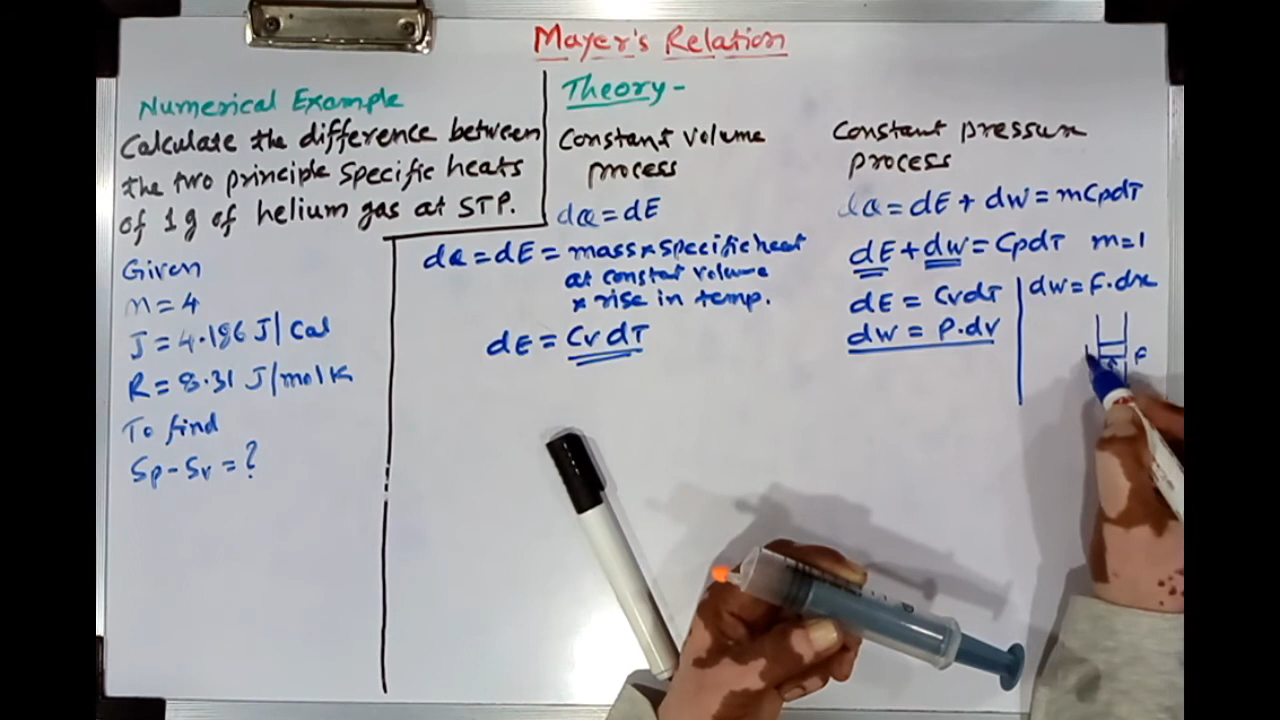 Mayer's Relation
Numerical Example
Calculate the difference between
the two principle specific heats
of 1g of helium gas at STP.
Given
n = 4
J = 4.186 J/Cal
R = 8.31 J/mol K
To find
Sp - Sv = ?
Theory -
Constant Volume
process
dQ = dE
dQ = dE = mass x specific heat
at constat volume
x rise in temp.
dE = CvdT
Constant pressure
process
dQ = dE + dW = mCpdT
dE + dW = CpdT m=1
dE = CvdT
dW = P.dV
dW = F.dx
F